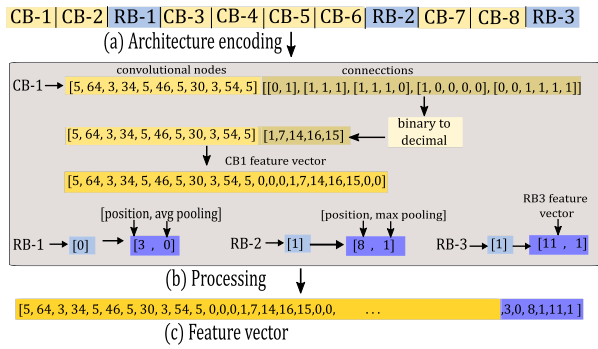 CB-1 CB-2 RB-1 CB-3 CB-4 CB-5 CB-6 RB-2 CB-7 CB-8 RB-3
(a) Architecture encoding
convolutional nodes connecctions
CB-1 [5, 64, 3, 34, 5, 46, 5, 30, 3, 54, 5] [[0, 1], [1, 1, 1], [1, 1, 1, 0], [1, 0, 0, 0, 0], [0, 0, 1, 1, 1, 1]]
binary to
decimal
[5, 64, 3, 34, 5, 46, 5, 30, 3, 54, 5] [1,7,14,16,15]
CB1 feature vector
[5, 64, 3, 34, 5, 46, 5, 30, 3, 54, 5, 0,0,0,1,7,14,16,15,0,0]
[position, avg pooling] [position, max pooling] RB3 feature
vector
RB-1 [0] [3 , 0] RB-2 [1] [8 , 1] RB-3 [1] [11 , 1]
(b) Processing
[5, 64, 3, 34, 5, 46, 5, 30, 3, 54, 5, 0,0,0,1,7,14,16,15,0,0, ... ,3,0, 8,1,11,1 ]
(c) Feature vector